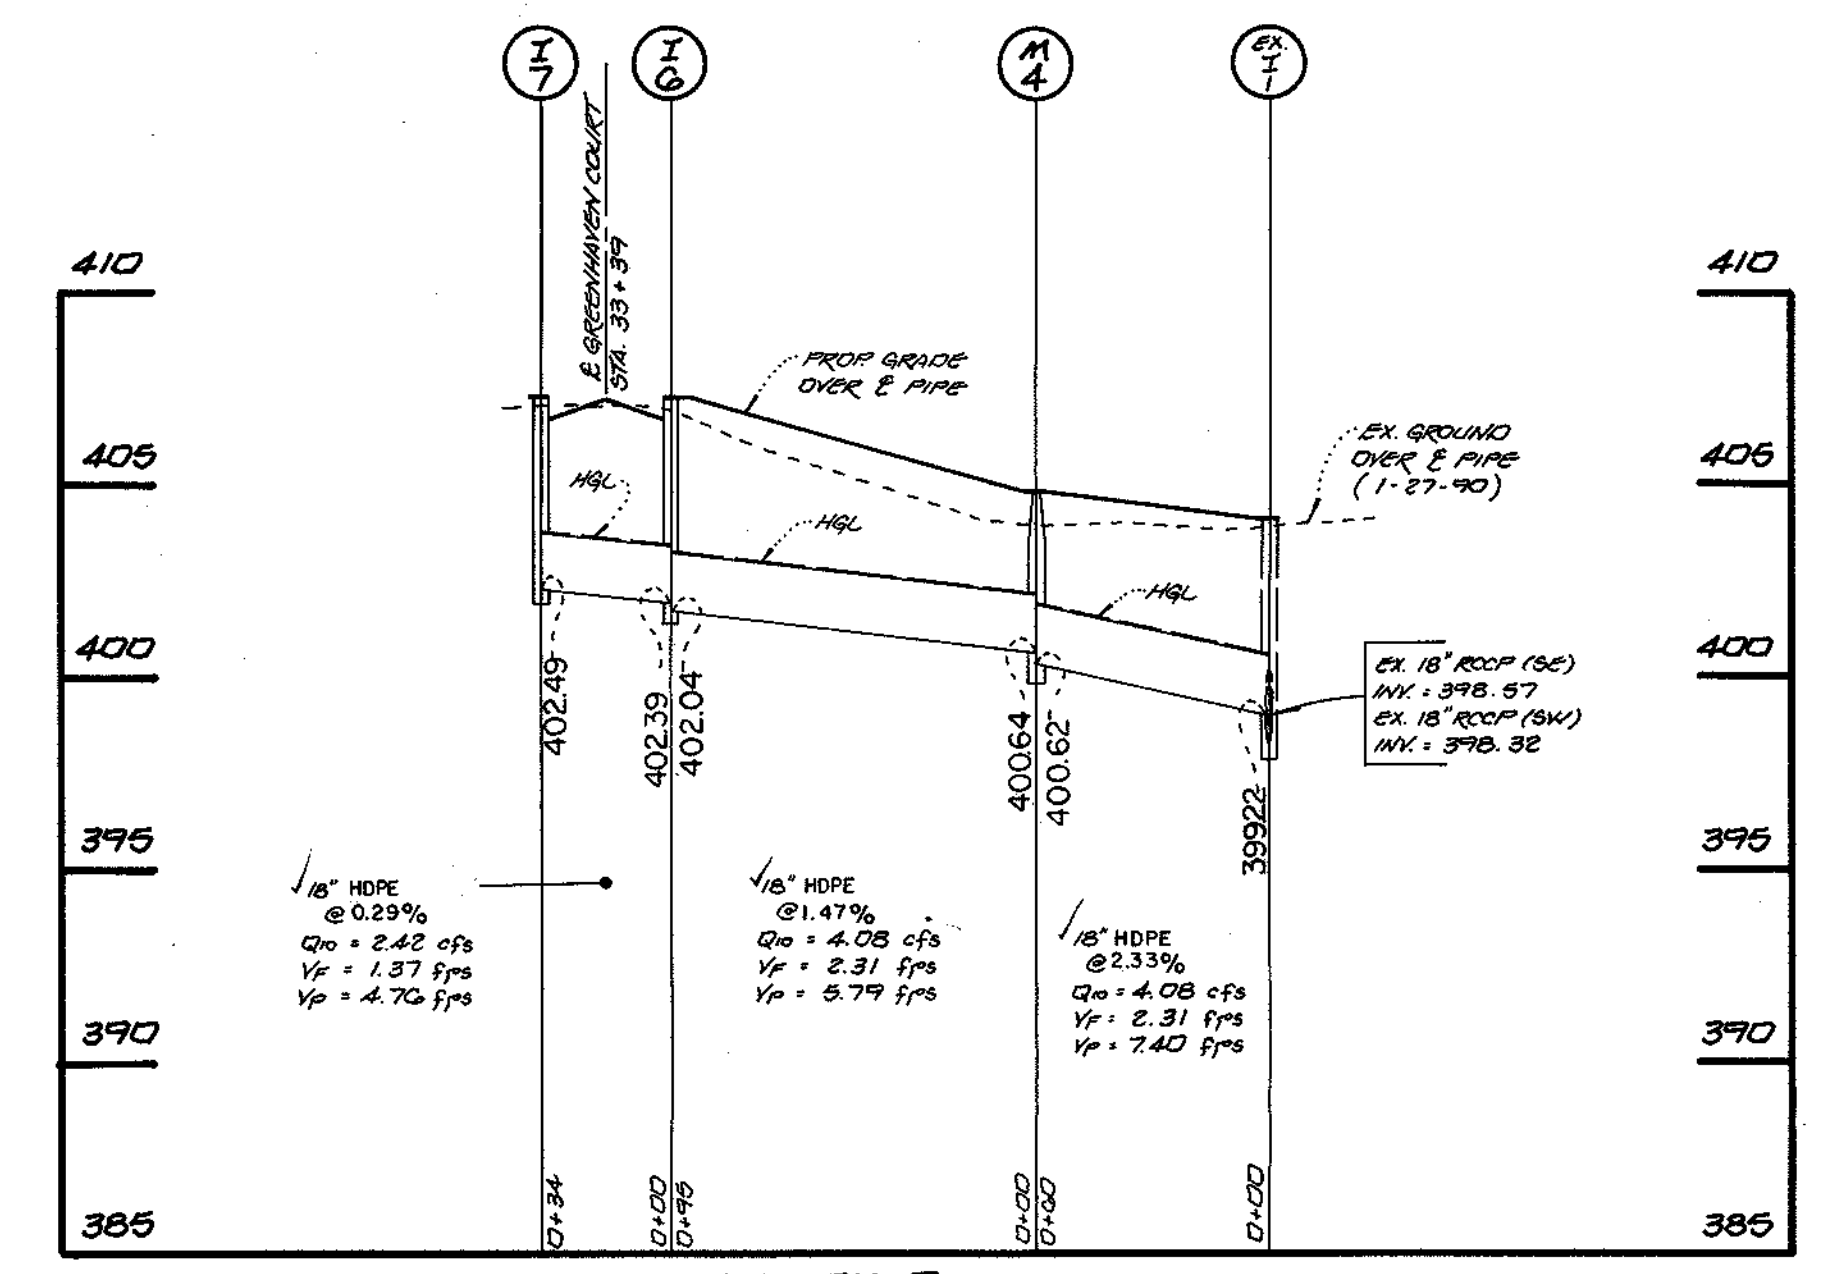 I
7
I
6
M
4
EX.
I
1
℄ GREENHAVEN COURT
STA. 33+39
410
405
400
395
390
385
410
405
400
395
390
385
PROP. GRADE
OVER ℄ PIPE
EX. GROUND
OVER ℄ PIPE
(1-27-90)
HGL
HGL
HGL
402.49
402.39
402.04
400.64
400.62
399.22
EX. 18" RCCP (SE)
INV. = 398.57
EX. 18" RCCP (SW)
INV. = 398.32
√18" HDPE
@ 0.29%
Q10 = 2.42 cfs
VF = 1.37 fps
VP = 4.76 fps
√18" HDPE
@1.47%
Q10 = 4.08 cfs
VF = 2.31 fps
VP = 5.79 fps
√18" HDPE
@2.33%
Q10 = 4.08 cfs
VF = 2.31 fps
VP = 7.40 fps
0+34
0+00
0+95
0+00
0+60
0+00